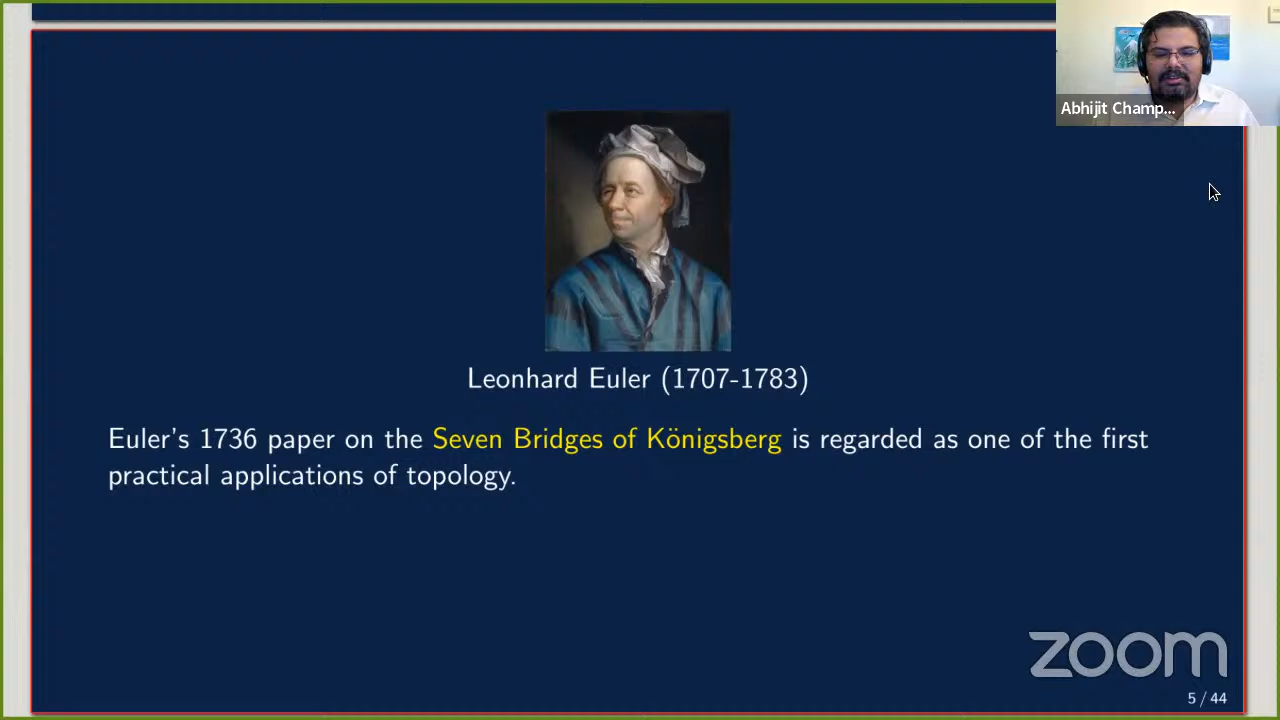 Abhijit Champ...
Leonhard Euler (1707-1783)
Euler's 1736 paper on the Seven Bridges of Königsberg is regarded as one of the first
practical applications of topology.
zoom
5 / 44